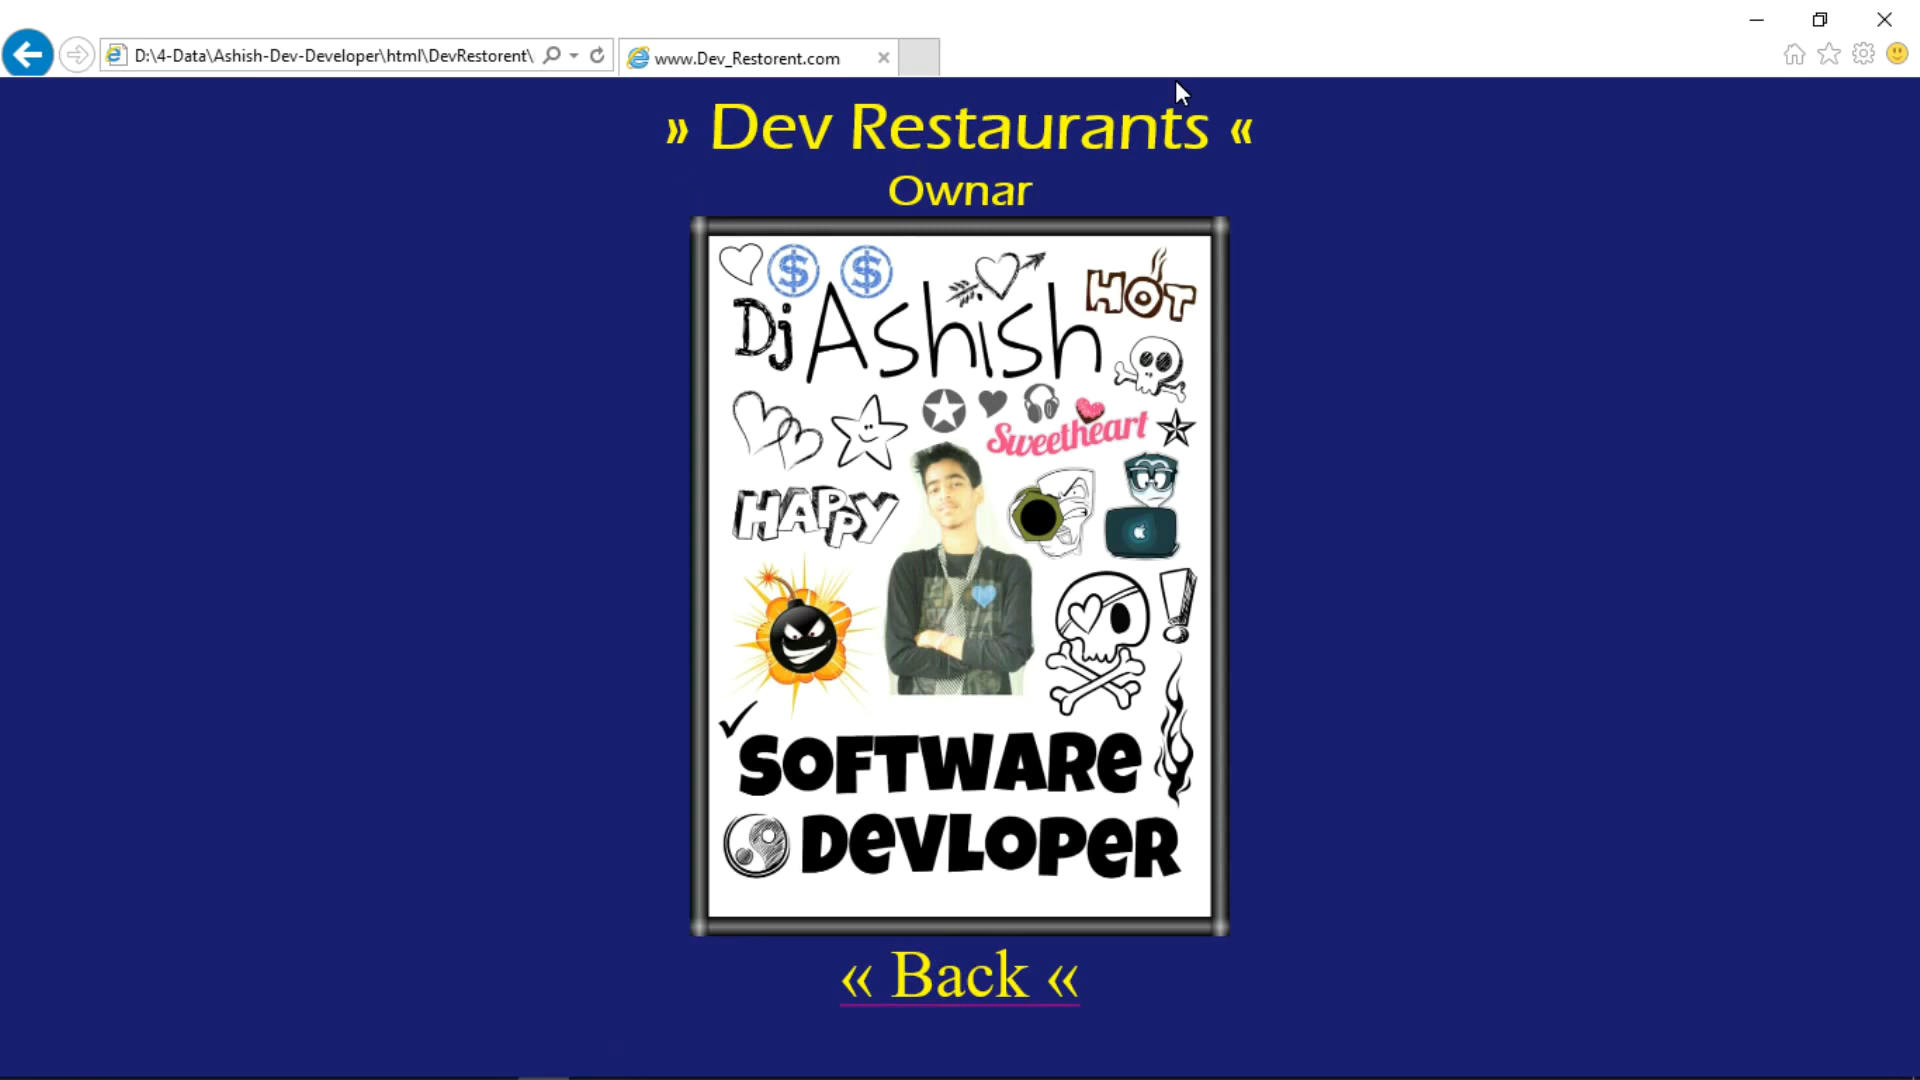 D:\4-Data\Ashish-Dev-Developer\html\DevRestorent\
www.Dev_Restorent.com
» Dev Restaurants «
Ownar
$ $
HOT
Dj Ashish
Sweetheart
HAPPY
!
SOFTWARE
DEVLOPER
« Back «